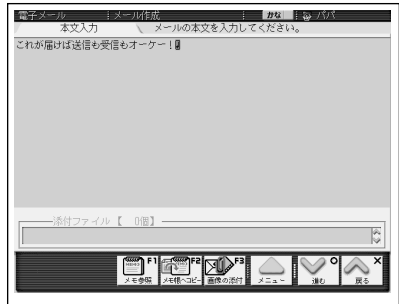 電子メール メール作成 かな パパ
本文入力 メールの本文を入力してください。
これが届けば送信も受信もオーケー！
添付ファイル【 0個】
F1 F2 F3 ○ ×
メモ参照 メモ帳へコピー 画像の添付 メニュー 進む 戻る